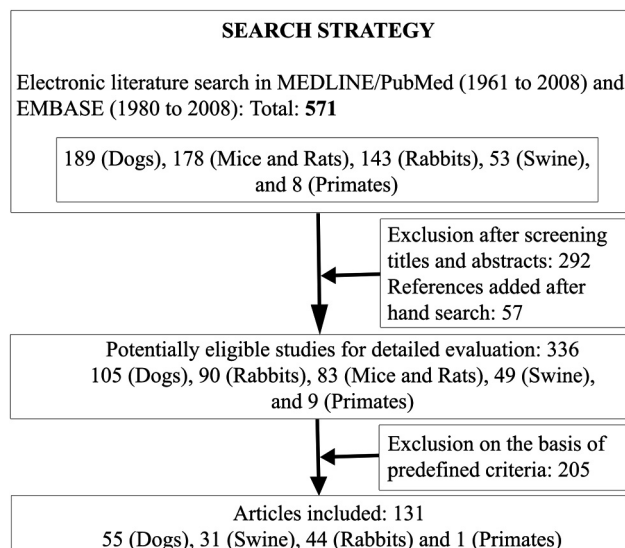 SEARCH STRATEGY
Electronic literature search in MEDLINE/PubMed (1961 to 2008) and
EMBASE (1980 to 2008): Total: 571
189 (Dogs), 178 (Mice and Rats), 143 (Rabbits), 53 (Swine),
and 8 (Primates)
Exclusion after screening
titles and abstracts: 292
References added after
hand search: 57
Potentially eligible studies for detailed evaluation: 336
105 (Dogs), 90 (Rabbits), 83 (Mice and Rats), 49 (Swine),
and 9 (Primates)
Exclusion on the basis of
predefined criteria: 205
Articles included: 131
55 (Dogs), 31 (Swine), 44 (Rabbits) and 1 (Primates)